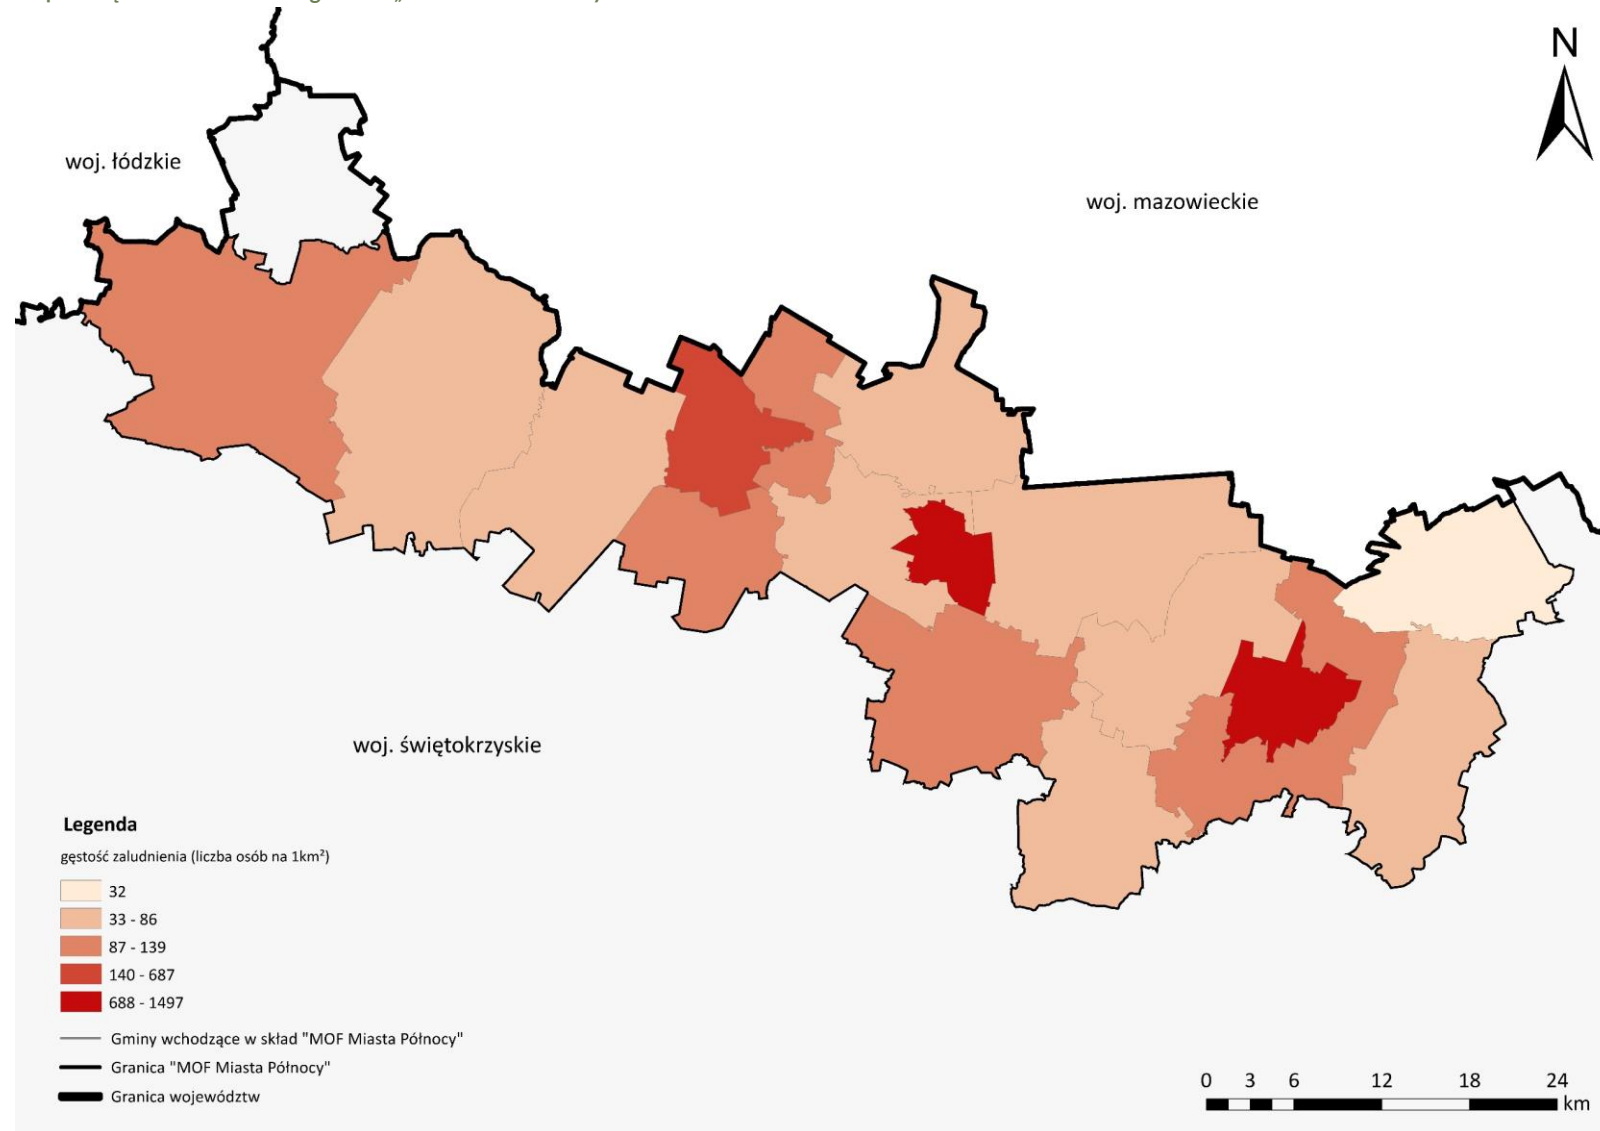 N
woj. łódzkie
woj. mazowieckie
woj. świętokrzyskie
Legenda
gęstość zaludnienia (liczba osób na 1km²)
32
33 - 86
87 - 139
140 - 687
688 - 1497
Gminy wchodzące w skład "MOF Miasta Północy"
Granica "MOF Miasta Północy"
Granica województw
0 3 6 12 18 24
km